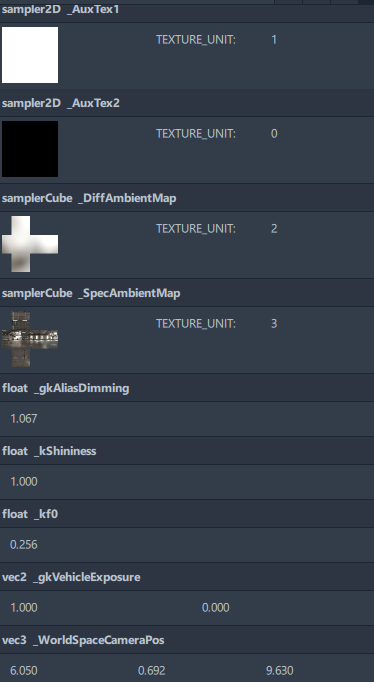 sampler2D _AuxTex1
TEXTURE_UNIT: 1
sampler2D _AuxTex2
TEXTURE_UNIT: 0
samplerCube _DiffAmbientMap
TEXTURE_UNIT: 2
samplerCube _SpecAmbientMap
TEXTURE_UNIT: 3
float _gkAliasDimming
1.067
float _kShininess
1.000
float _kf0
0.256
vec2 _gkVehicleExposure
1.000 0.000
vec3 _WorldSpaceCameraPos
6.050 0.692 9.630